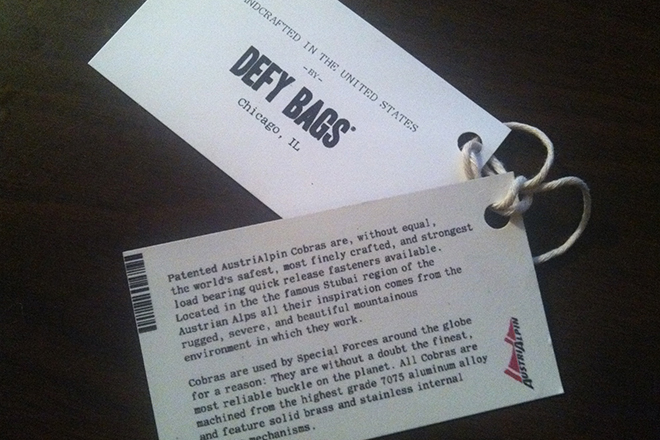 HANDCRAFTED IN THE UNITED STATES
-BY-
DEFY BAGS
Chicago, IL
Patented AustriAlpin Cobras are, without equal,
the world's safest, most finely crafted, and strongest
load bearing quick release fasteners available.
Located in the the famous Stubai region of the
Austrian Alps all their inspiration comes from the
rugged, severe, and beautiful mountainous
environment in which they work.
Cobras are used by Special Forces around the globe
for a reason: They are without a doubt the finest,
most reliable buckle on the planet. All Cobras are
machined from the highest grade 7075 aluminum alloy
and feature solid brass and stainless internal
mechanisms.
AUSTRIALPIN